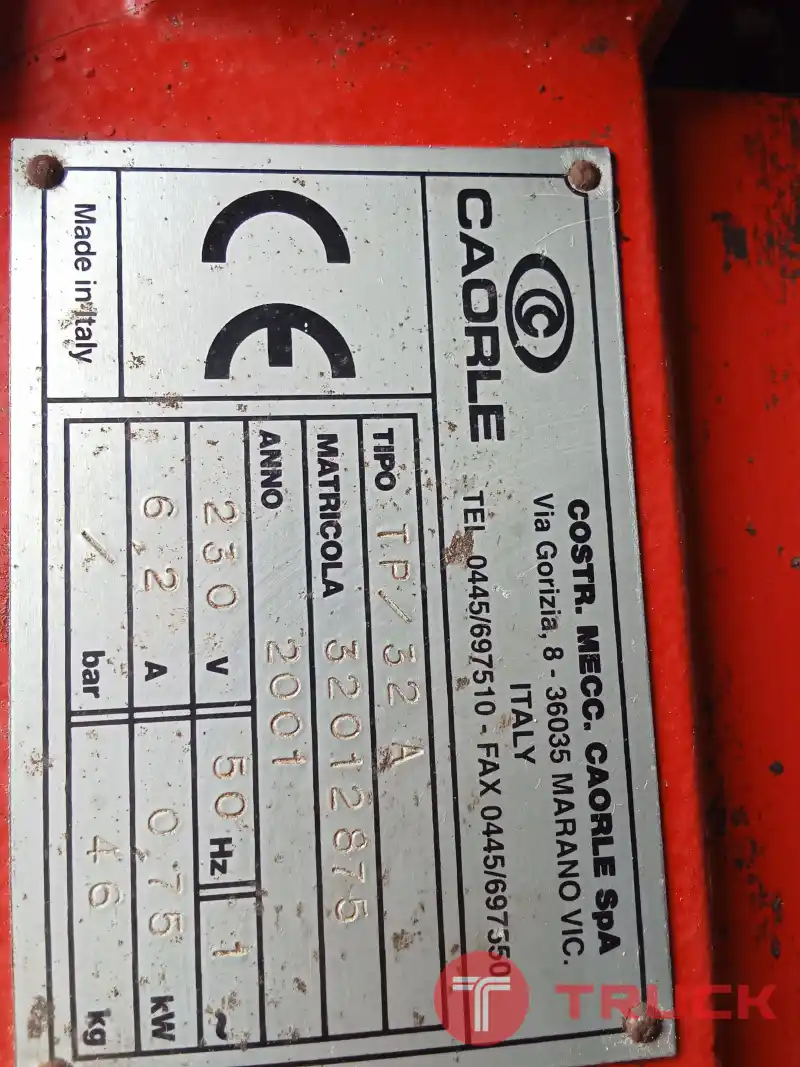 CAORLE
COSTR. MECC. CAORLE SpA
Via Gorizia, 8 - 36035 MARANO VIC.
ITALY
TEL. 0445/697510 - FAX 0445/697550
CE
Made in Italy
TIPO TP/32 A
MATRICOLA 32012875
ANNO 2001
230 V 50 Hz 1 ~
6,2 A 0,75 kW
/ bar 46 kg
T TRUCK